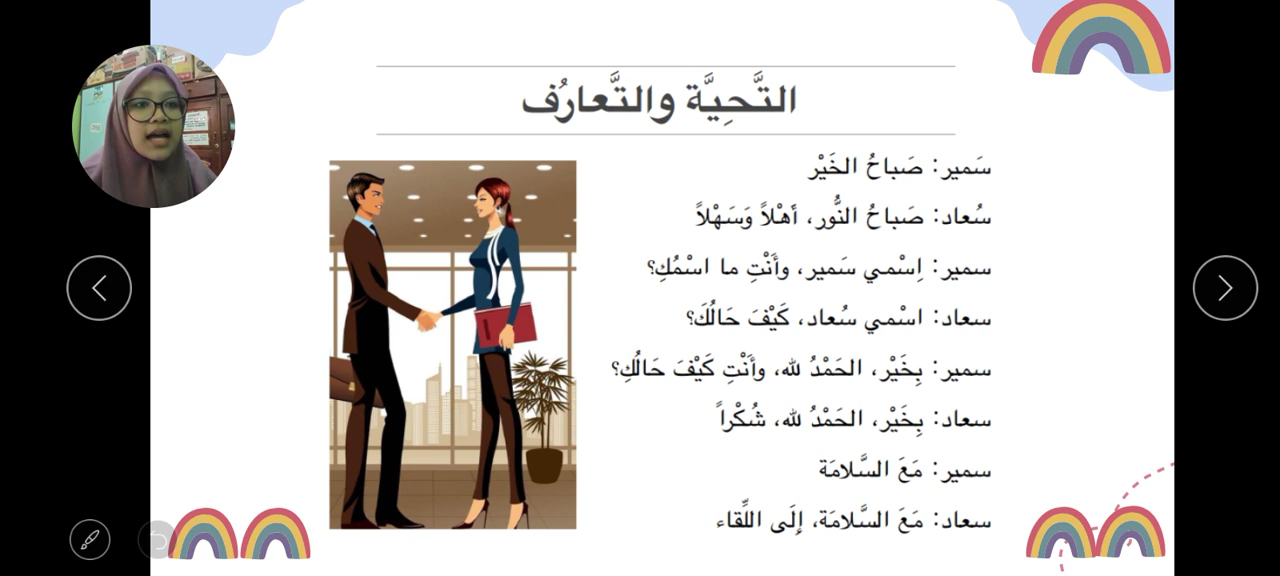 التَّحِيَّة والتَّعارُف
سَمير: صَباحُ الخَيْر
سُعاد: صَباحُ النُّور، أَهْلاً وَسَهْلاً
سمير: اِسْمي سَمير، وأَنْتِ ما اسْمُكِ؟
سعاد: اسْمي سُعاد، كَيْفَ حَالُكَ؟
سمير: بِخَيْر، الحَمْدُ لله، وأَنْتِ كَيْفَ حَالُكِ؟
سعاد: بِخَيْر، الحَمْدُ لله، شُكْراً
سمير: مَعَ السَّلامَة
سعاد: مَعَ السَّلامَة، إِلَى اللِّقاء